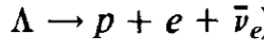 Λ → p + e + ν̄ₑ